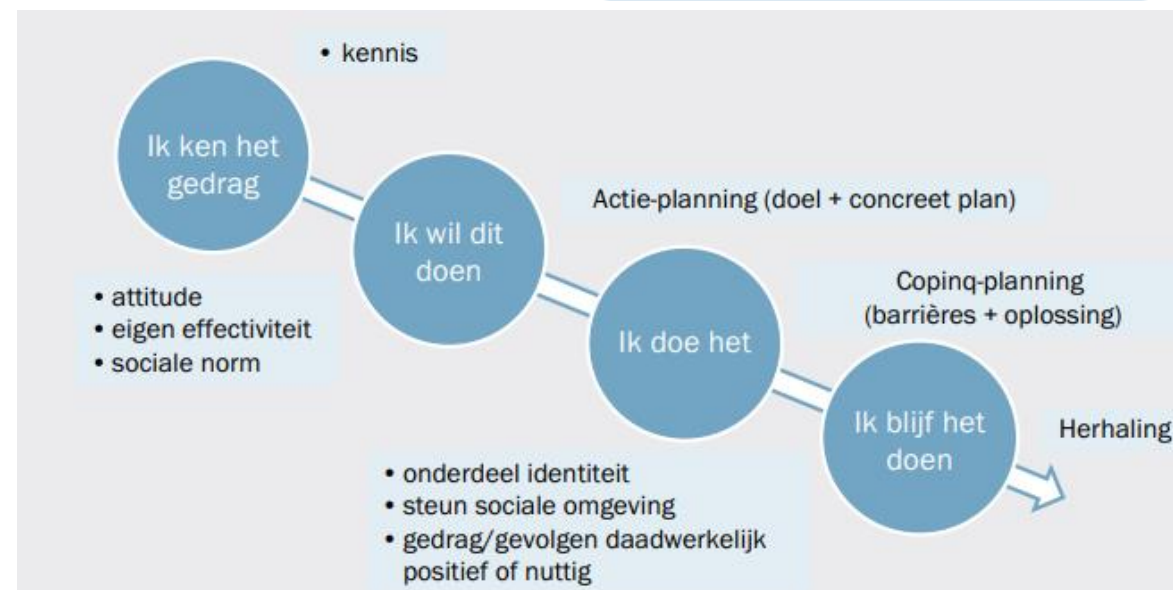 • kennis
Ik ken het
gedrag
Actie-planning (doel + concreet plan)
Ik wil dit
doen
Copinq-planning
(barrières + oplossing)
• attitude
• eigen effectiviteit
• sociale norm
Ik doe het
Ik blijf het
doen
Herhaling
• onderdeel identiteit
• steun sociale omgeving
• gedrag/gevolgen daadwerkelijk
positief of nuttig